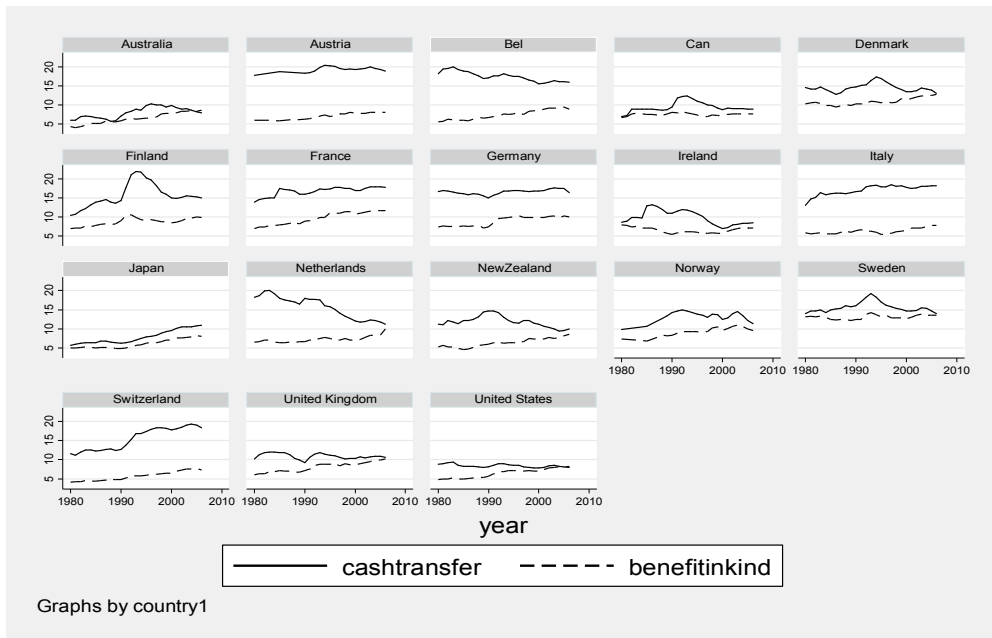 Australia Austria Bel Can Denmark
20
15
10
5
Finland France Germany Ireland Italy
20
15
10
5
Japan Netherlands NewZealand Norway Sweden
20
15
10
5
1980 1990 2000 2010 1980 1990 2000 2010
Switzerland United Kingdom United States
20
15
10
5
1980 1990 2000 2010 1980 1990 2000 2010 1980 1990 2000 2010
year
cashtransfer benefitinkind
Graphs by country1